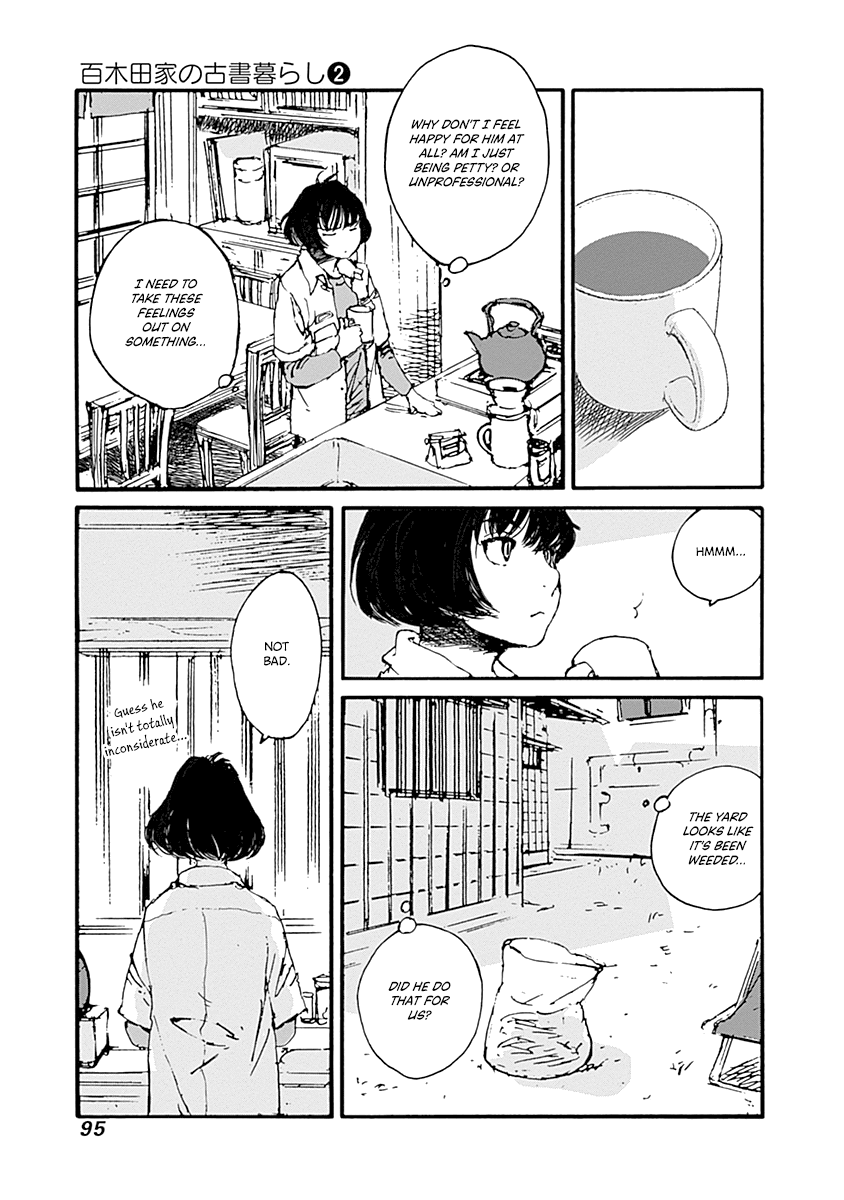 百木田家の古書暮らし❷
WHY DON'T I FEEL
HAPPY FOR HIM AT
ALL? AM I JUST
BEING PETTY? OR
UNPROFESSIONAL?
I NEED TO
TAKE THESE
FEELINGS
OUT ON
SOMETHING...
HMMM...
THE YARD
LOOKS LIKE
IT'S BEEN
WEEDED...
DID HE DO
THAT FOR
US?
NOT
BAD.
Guess he
isn't totally
inconsiderate...
95